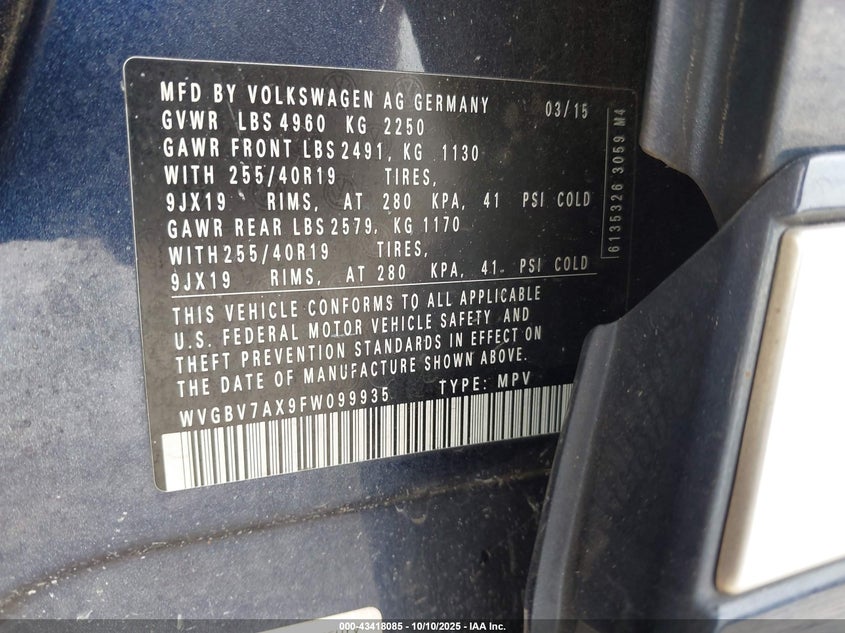 MFD BY VOLKSWAGEN AG GERMANY 03/15
GVWR LBS 4960 KG 2250
GAWR FRONT LBS 2491, KG 1130
WITH 255/40R19 TIRES,
9JX19 RIMS, AT 280 KPA, 41 PSI COLD
GAWR REAR LBS 2579, KG 1170
WITH 255/40R19 TIRES,
9JX19 RIMS, AT 280 KPA, 41 PSI COLD
THIS VEHICLE CONFORMS TO ALL APPLICABLE
U.S. FEDERAL MOTOR VEHICLE SAFETY AND
THEFT PREVENTION STANDARDS IN EFFECT ON
THE DATE OF MANUFACTURE SHOWN ABOVE.
WVGBV7AX9FW099935 TYPE: MPV
6135326 3059 M4
000-43418085 - 10/10/2025 - IAA Inc.